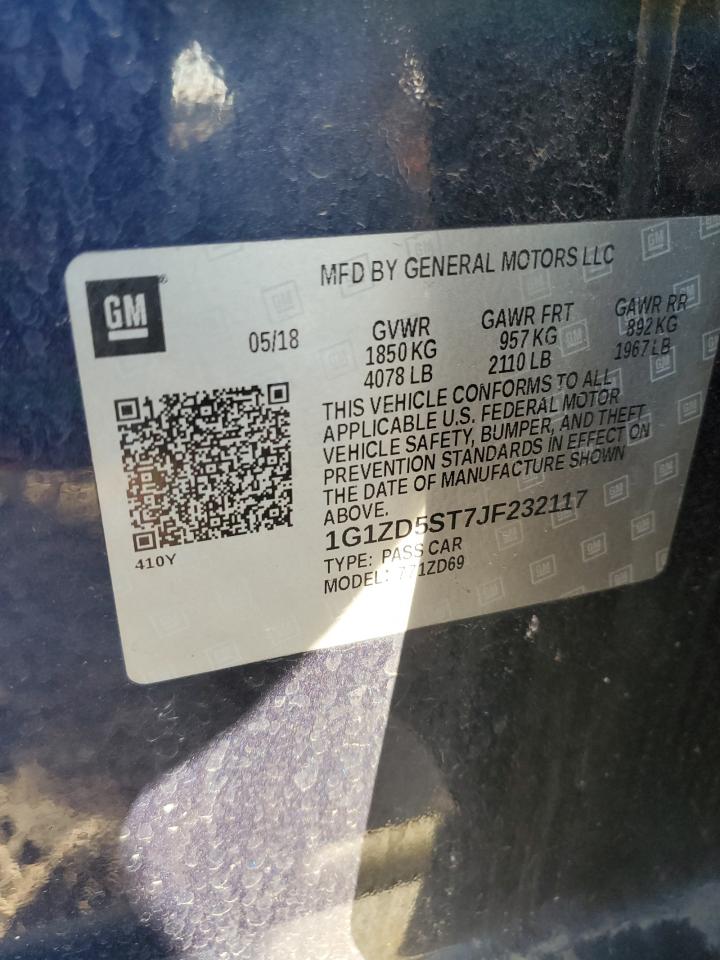 MFD BY GENERAL MOTORS LLC
GM
05/18
GVWR
1850 KG
4078 LB
GAWR FRT
957 KG
2110 LB
GAWR RR
892 KG
1967 LB
THIS VEHICLE CONFORMS TO ALL
APPLICABLE U.S. FEDERAL MOTOR
VEHICLE SAFETY, BUMPER, AND THEFT
PREVENTION STANDARDS IN EFFECT ON
THE DATE OF MANUFACTURE SHOWN
ABOVE.
1G1ZD5ST7JF232117
TYPE: PASS CAR
MODEL: 771ZD69
410Y